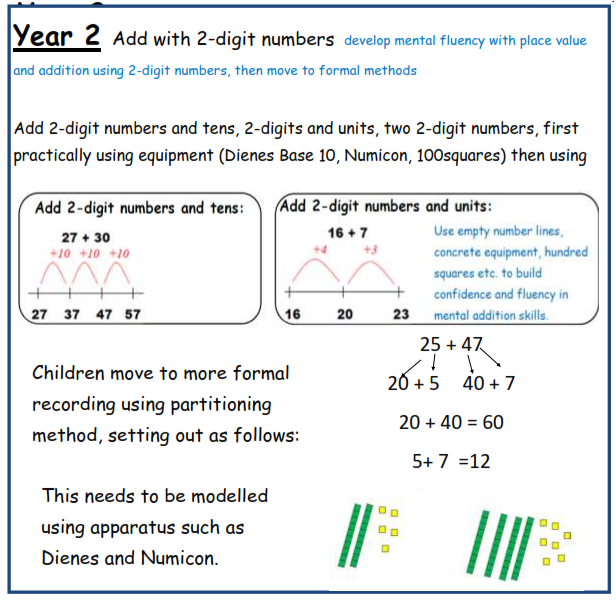 Year 2 Add with 2-digit numbers develop mental fluency with place value
and addition using 2-digit numbers, then move to formal methods
Add 2-digit numbers and tens, 2-digits and units, two 2-digit numbers, first
practically using equipment (Dienes Base 10, Numicon, 100squares) then using
Add 2-digit numbers and tens:
27 + 30
+10 +10 +10
27 37 47 57
Add 2-digit numbers and units:
16 + 7
+4 +3
16 20 23
Use empty number lines,
concrete equipment, hundred
squares etc. to build
confidence and fluency in
mental addition skills.
Children move to more formal
recording using partitioning
method, setting out as follows:
25 + 47
20 + 5 40 + 7
20 + 40 = 60
5+ 7 =12
This needs to be modelled
using apparatus such as
Dienes and Numicon.